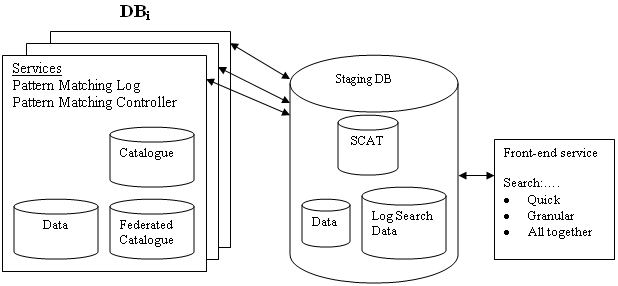 DBi
Services
Pattern Matching Log
Pattern Matching Controller
Catalogue
Data
Federated
Catalogue
Staging DB
SCAT
Data
Log Search
Data
Front-end service
Search:….
● Quick
● Granular
● All together